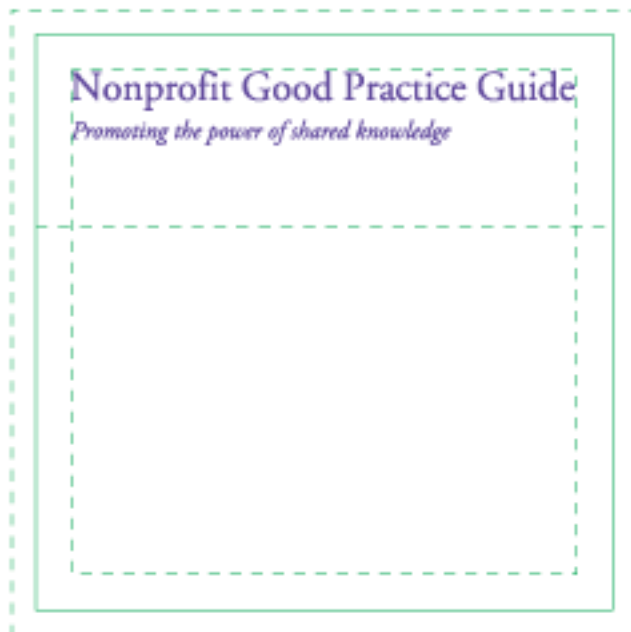 Nonprofit Good Practice Guide
Promoting the power of shared knowledge